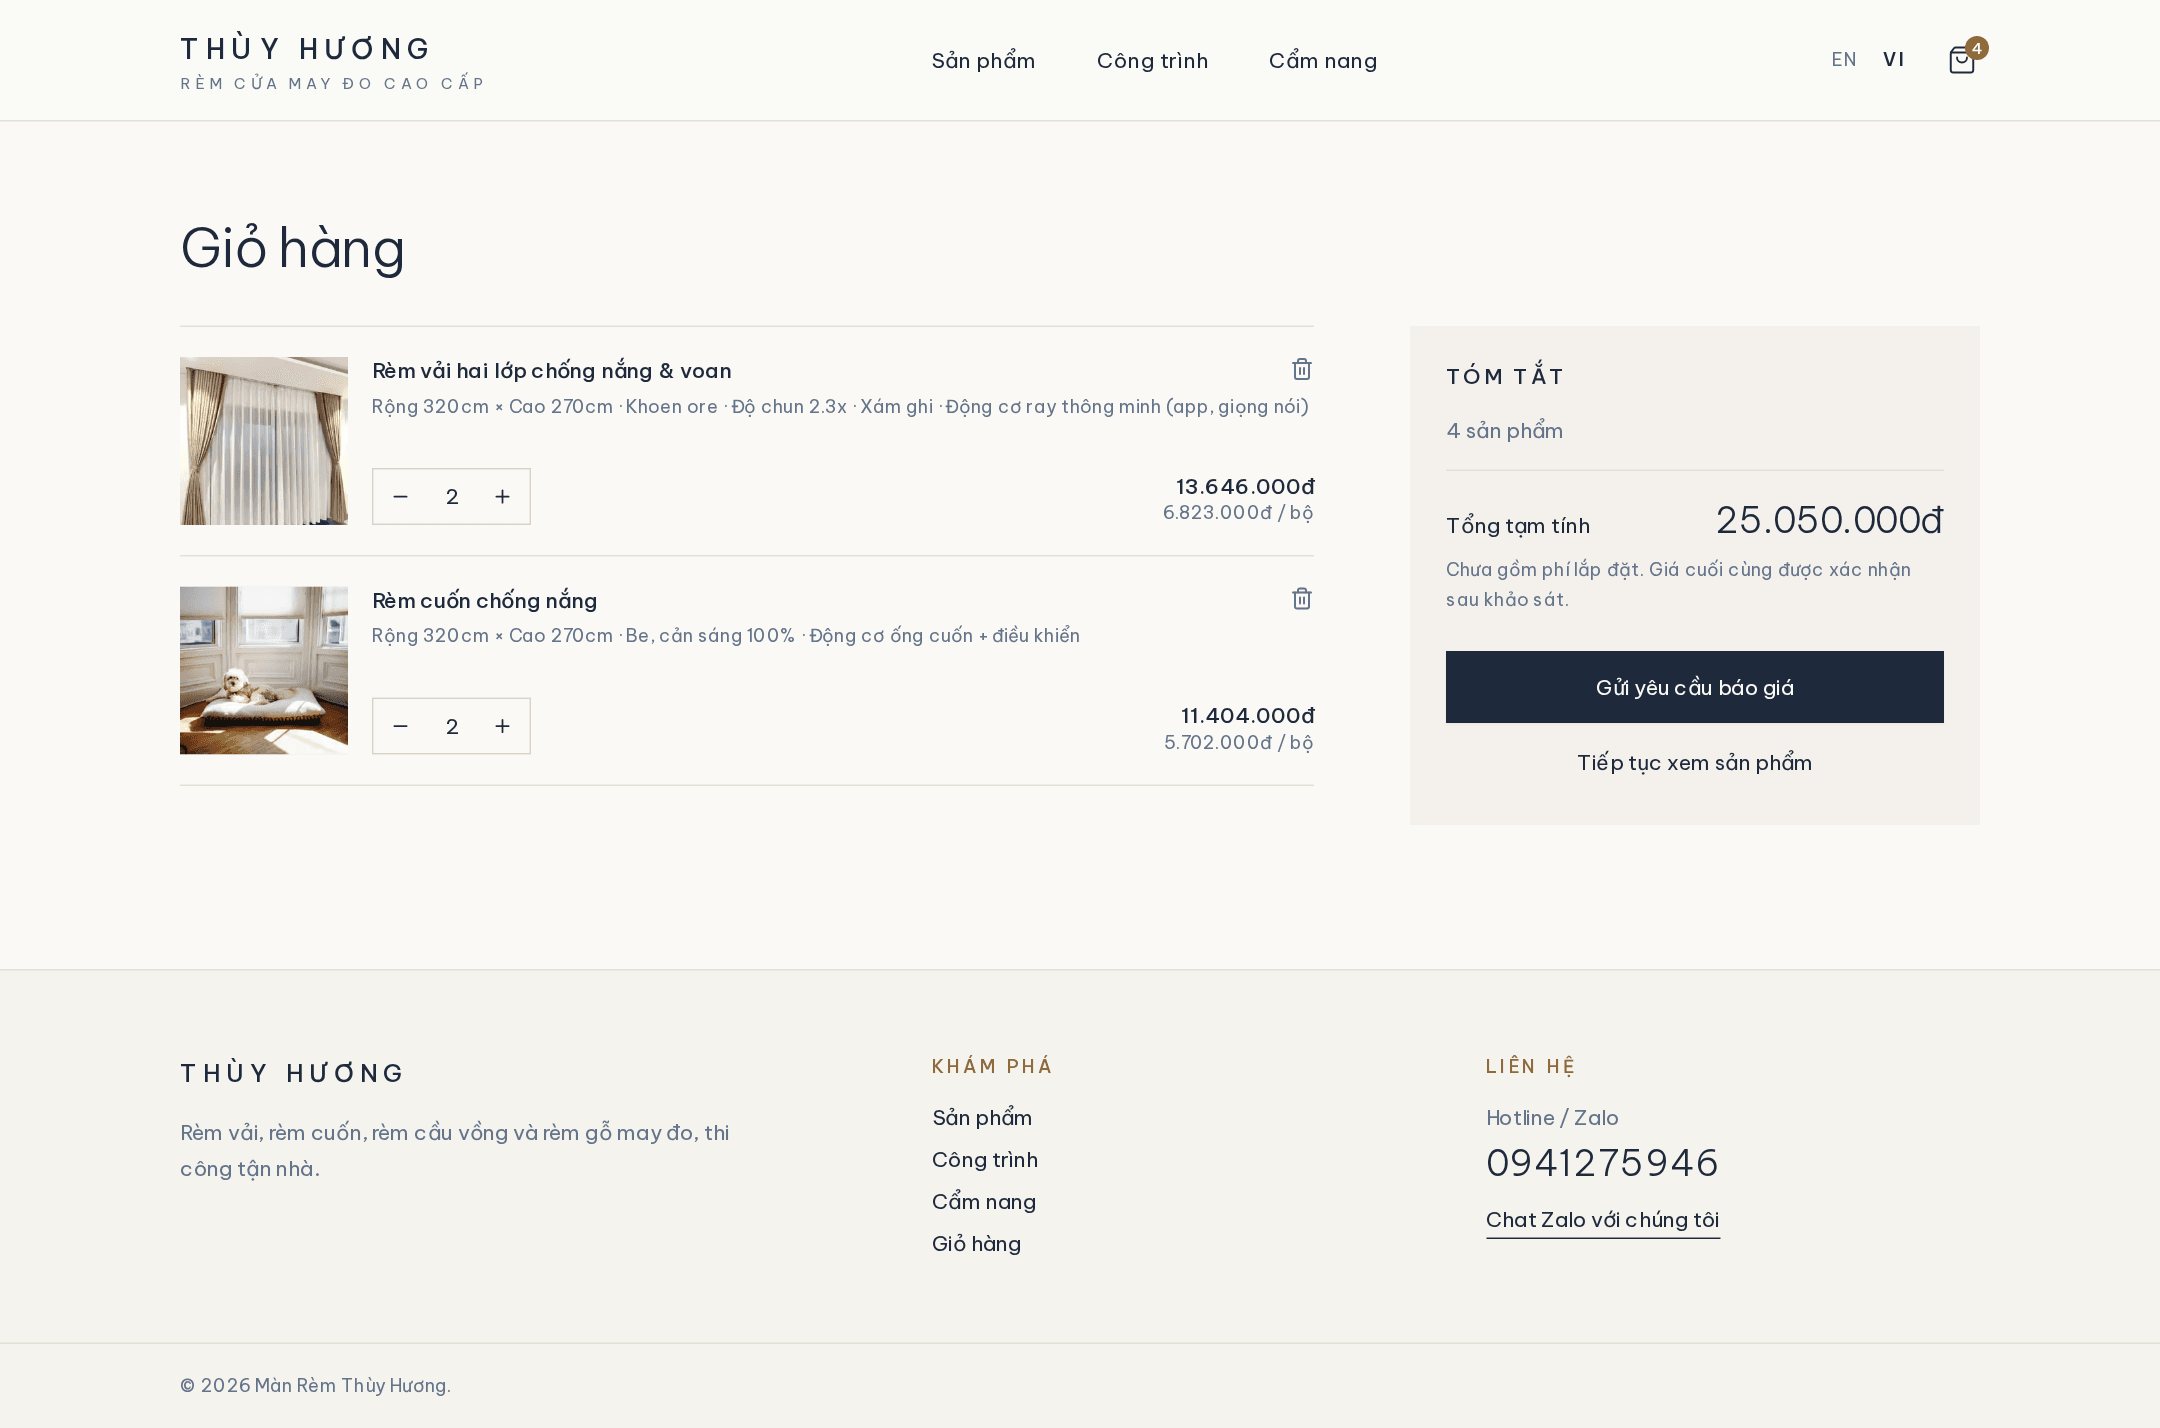 THÙY HƯƠNG
RÈM CỬA MAY ĐO CAO CẤP
Sản phẩm
Công trình
Cẩm nang
EN
VI
4
Giỏ hàng
Rèm vải hai lớp chống nắng & voan
Rộng 320cm × Cao 270cm · Khoen ore · Độ chun 2.3x · Xám ghi · Động cơ ray thông minh (app, giọng nói)
− 2 +
13.646.000đ
6.823.000đ / bộ
Rèm cuốn chống nắng
Rộng 320cm × Cao 270cm · Be, cản sáng 100% · Động cơ ống cuốn + điều khiển
− 2 +
11.404.000đ
5.702.000đ / bộ
TÓM TẮT
4 sản phẩm
Tổng tạm tính 25.050.000đ
Chưa gồm phí lắp đặt. Giá cuối cùng được xác nhận
sau khảo sát.
Gửi yêu cầu báo giá
Tiếp tục xem sản phẩm
THÙY HƯƠNG
Rèm vải, rèm cuốn, rèm cầu vồng và rèm gỗ may đo, thi
công tận nhà.
KHÁM PHÁ
Sản phẩm
Công trình
Cẩm nang
Giỏ hàng
LIÊN HỆ
Hotline / Zalo
0941275946
Chat Zalo với chúng tôi
© 2026 Màn Rèm Thùy Hương.